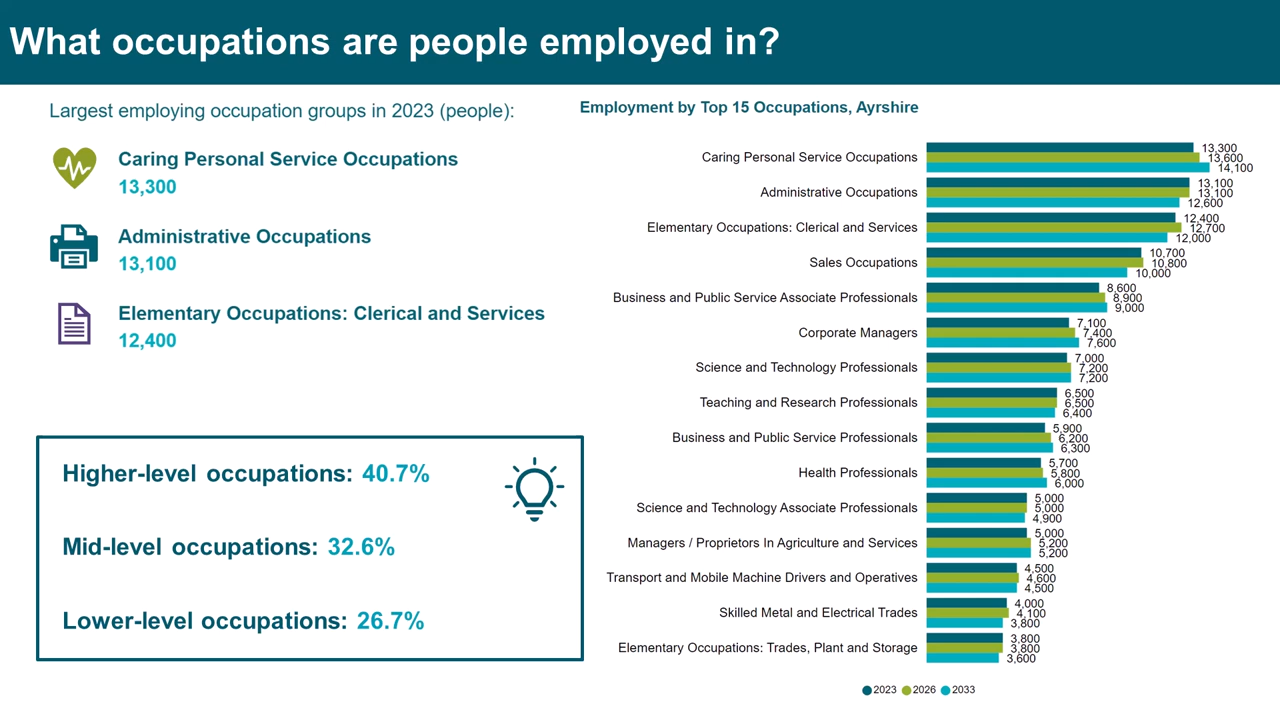 What occupations are people employed in?
Largest employing occupation groups in 2023 (people):
Caring Personal Service Occupations
13,300
Administrative Occupations
13,100
Elementary Occupations: Clerical and Services
12,400
Higher-level occupations: 40.7%
Mid-level occupations: 32.6%
Lower-level occupations: 26.7%
Employment by Top 15 Occupations, Ayrshire
Caring Personal Service Occupations
13,300
13,600
14,100
Administrative Occupations
13,100
13,100
12,600
Elementary Occupations: Clerical and Services
12,400
12,700
12,000
Sales Occupations
10,700
10,800
10,000
Business and Public Service Associate Professionals
8,600
8,900
9,000
Corporate Managers
7,100
7,400
7,600
Science and Technology Professionals
7,000
7,200
7,200
Teaching and Research Professionals
6,500
6,500
6,400
Business and Public Service Professionals
5,900
6,200
6,300
Health Professionals
5,700
5,800
6,000
Science and Technology Associate Professionals
5,000
5,000
4,900
Managers / Proprietors In Agriculture and Services
5,000
5,200
5,200
Transport and Mobile Machine Drivers and Operatives
4,500
4,600
4,500
Skilled Metal and Electrical Trades
4,000
4,100
3,800
Elementary Occupations: Trades, Plant and Storage
3,800
3,800
3,600
2023 2026 2033